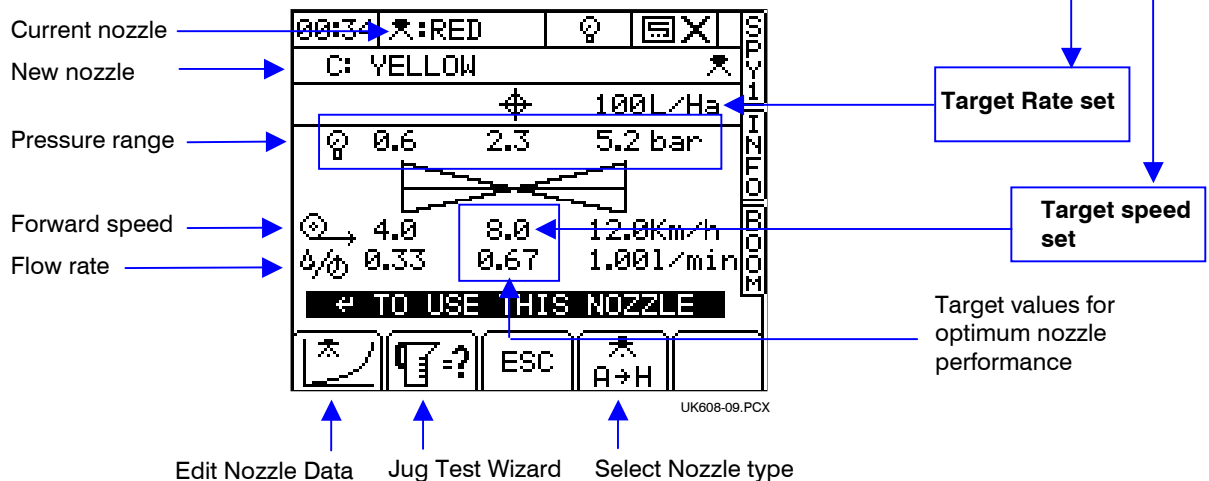 Current nozzle
New nozzle
Pressure range
Forward speed
Flow rate
00:34 :RED
C: YELLOW
100L/Ha
0.6 2.3 5.2 bar
4.0 8.0 12.0Km/h
0.33 0.67 1.00l/min
↵ TO USE THIS NOZZLE
=? ESC A→H
SPY1 INFO BOOM
Target Rate set
Target speed
set
Target values for
optimum nozzle
performance
UK608-09.PCX
Edit Nozzle Data Jug Test Wizard Select Nozzle type